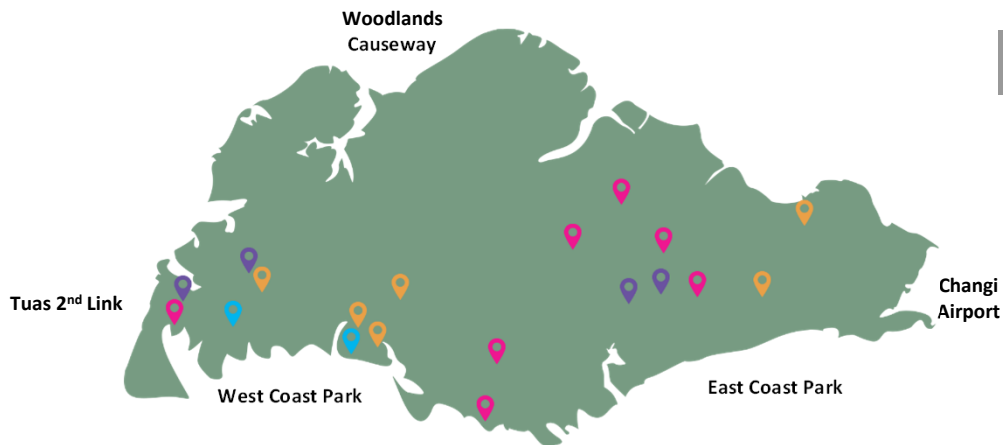 Woodlands
Causeway
Tuas 2nd Link
Changi
Airport
West Coast Park
East Coast Park